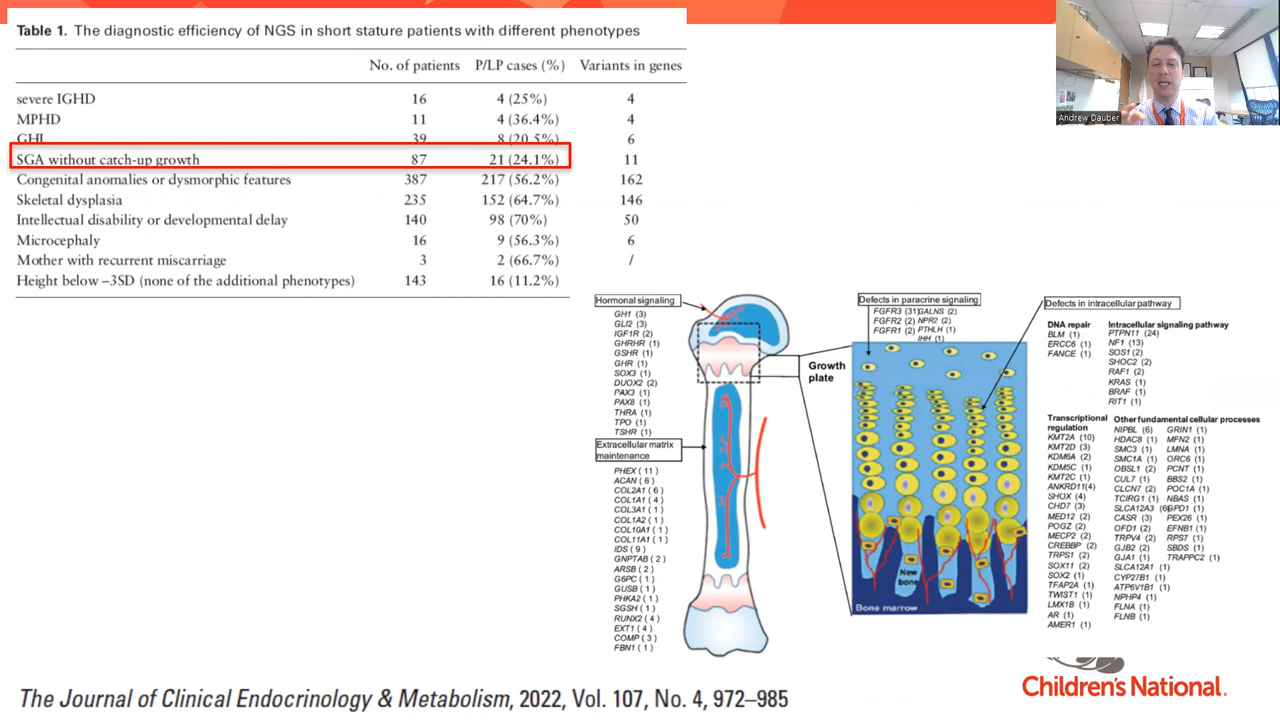 Table 1. The diagnostic efficiency of NGS in short stature patients with different phenotypes
No. of patients P/LP cases (%) Variants in genes
severe IGHD 16 4 (25%) 4
MPHD 11 4 (36.4%) 4
GHI 39 8 (20.5%) 6
SGA without catch-up growth 87 21 (24.1%) 11
Congenital anomalies or dysmorphic features 387 217 (56.2%) 162
Skeletal dysplasia 235 152 (64.7%) 146
Intellectual disability or developmental delay 140 98 (70%) 50
Microcephaly 16 9 (56.3%) 6
Mother with recurrent miscarriage 3 2 (66.7%) /
Height below –3SD (none of the additional phenotypes) 143 16 (11.2%)
Andrew Dauber
Hormonal signaling
GH1 (3)
GLI2 (3)
IGF1R (2)
GHRHR (1)
GSHR (1)
GHR (1)
SOX3 (1)
DUOX2 (2)
PAX3 (1)
PAX8 (1)
THRA (1)
TPO (1)
TSHR (1)
Extracellular matrix
maintenance
PHEX ( 11 )
ACAN ( 6 )
COL2A1 ( 6 )
COL1A1 ( 4 )
COL3A1 ( 1 )
COL1A2 ( 1 )
COL10A1 ( 1 )
COL11A1 ( 1 )
IDS ( 9 )
GNPTAB ( 2 )
ARSB ( 2 )
G6PC ( 1 )
GUSB ( 1 )
PHKA2 ( 1 )
SGSH ( 1 )
RUNX2 ( 4 )
EXT1 ( 4 )
COMP ( 3 )
FBN1 ( 1 )
Growth
plate
Defects in paracrine signaling
FGFR3 (31) GALNS (2)
FGFR2 (2) NPR2 (2)
FGFR1 (2) PTHLH (1)
IHH (1)
New
bone
Bone marrow
Defects in intracellular pathway
DNA repair
BLM (1)
ERCC6 (1)
FANCE (1)
Intracellular signaling pathway
PTPN11 (24)
NF1 (13)
SOS1 (2)
SHOC2 (2)
RAF1 (2)
KRAS (1)
BRAF (1)
RIT1 (1)
Transcriptional
regulation
KMT2A (10)
KMT2D (3)
KDM6A (2)
KDM5C (1)
KMT2C (1)
ANKRD11(4)
SHOX (4)
CHD7 (3)
MED12 (2)
POGZ (2)
MECP2 (2)
CREBBP (2)
TRPS1 (2)
SOX11 (2)
SOX2 (1)
TFAP2A (1)
TWIST1 (1)
LMX1B (1)
AR (1)
AMER1 (1)
Other fundamental cellular processes
NIPBL (6) GRIN1 (1)
HDAC8 (1) MFN2 (1)
SMC3 (1) LMNA (1)
SMC1A (1) ORC6 (1)
OBSL1 (2) PCNT (1)
CUL7 (1) BBS2 (1)
CLCN7 (2) POC1A (1)
TCIRG1 (1) NBAS (1)
SLCA12A3 (6) GPD1 (1)
CASR (3) PEX26 (1)
OFD1 (2) EFNB1 (1)
TRPV4 (2) RPS7 (1)
GJB2 (2) SBDS (1)
GJA1 (1) TRAPPC2 (1)
SLCA12A1 (1)
CYP27B1 (1)
ATP6V1B1 (1)
NPHP4 (1)
FLNA (1)
FLNB (1)
Children's National.
The Journal of Clinical Endocrinology & Metabolism, 2022, Vol. 107, No. 4, 972–985